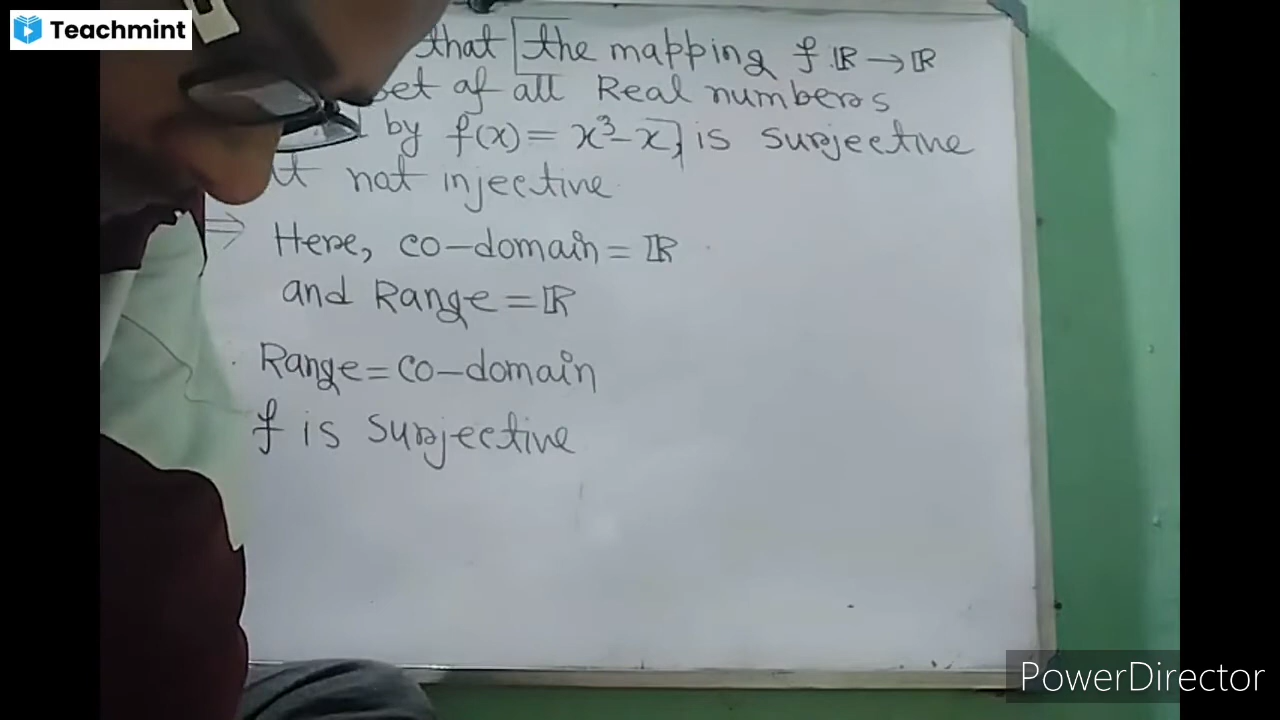 Teachmint
that the mapping f: ℝ → ℝ
set of all Real numbers
by f(x) = x³-x, is surjective
not injective
⇒ Here, co-domain = ℝ
and Range = ℝ
Range = co-domain
f is surjective
PowerDirector